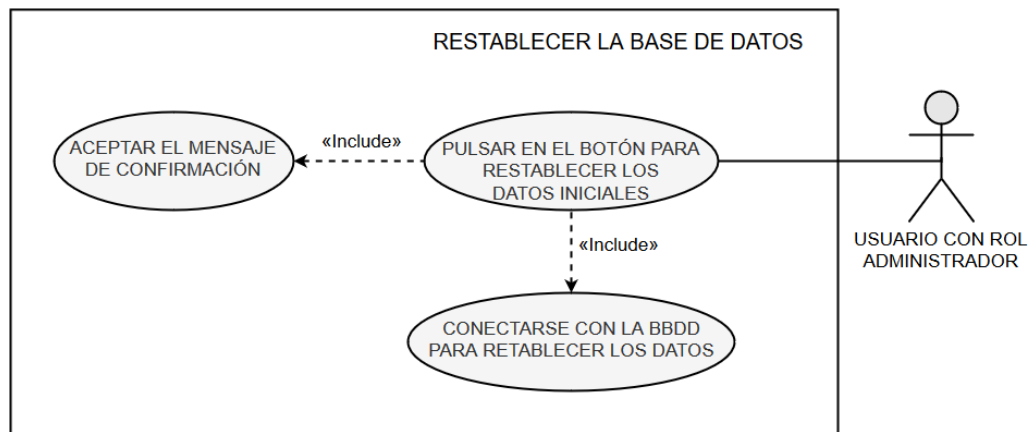 RESTABLECER LA BASE DE DATOS
ACEPTAR EL MENSAJE
DE CONFIRMACIÓN
«Include»
PULSAR EN EL BOTÓN PARA
RESTABLECER LOS
DATOS INICIALES
«Include»
CONECTARSE CON LA BBDD
PARA RETABLECER LOS DATOS
USUARIO CON ROL
ADMINISTRADOR